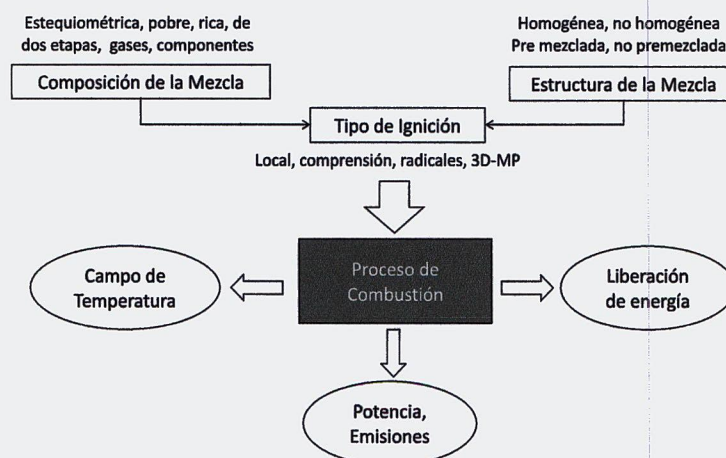 Estequiométrica, pobre, rica, de
dos etapas, gases, componentes
Composición de la Mezcla
Homogénea, no homogénea
Pre mezclada, no premezclada
Estructura de la Mezcla
Tipo de Ignición
Local, comprensión, radicales, 3D-MP
Proceso de
Combustión
Campo de
Temperatura
Liberación
de energía
Potencia,
Emisiones